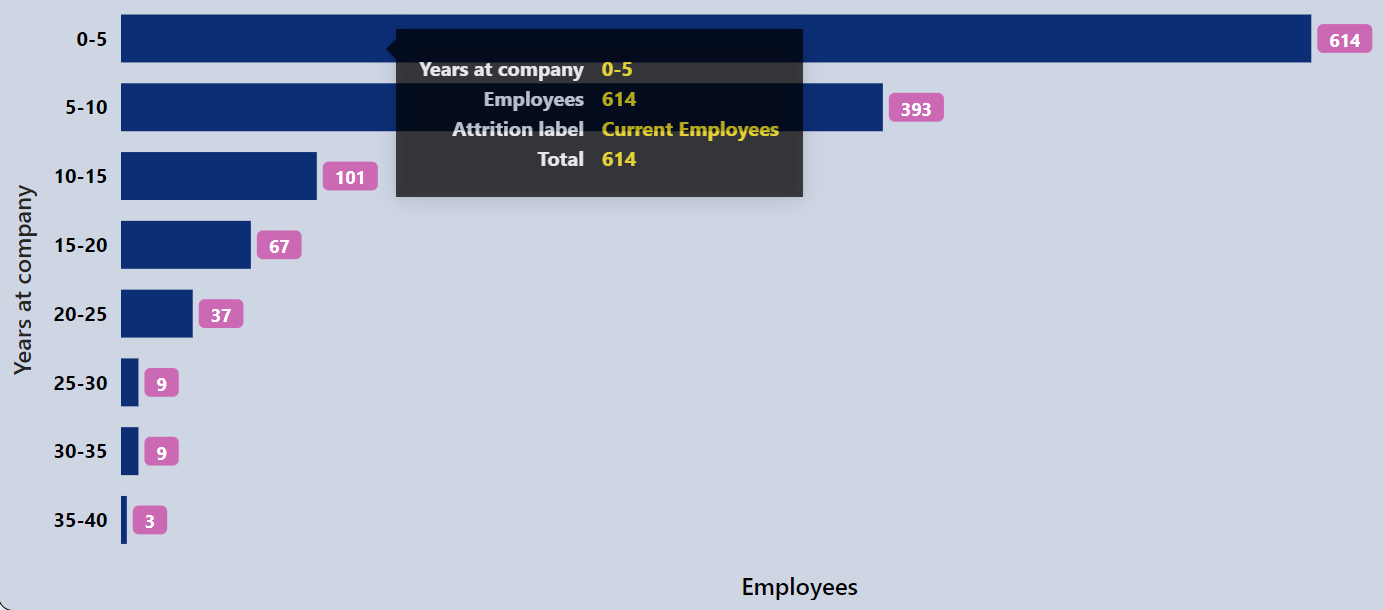 0-5
614
Years at company 0-5
Employees 614
Attrition label Current Employees
Total 614
5-10
393
10-15
101
15-20
67
20-25
37
25-30
9
30-35
9
35-40
3
Years at company
Employees